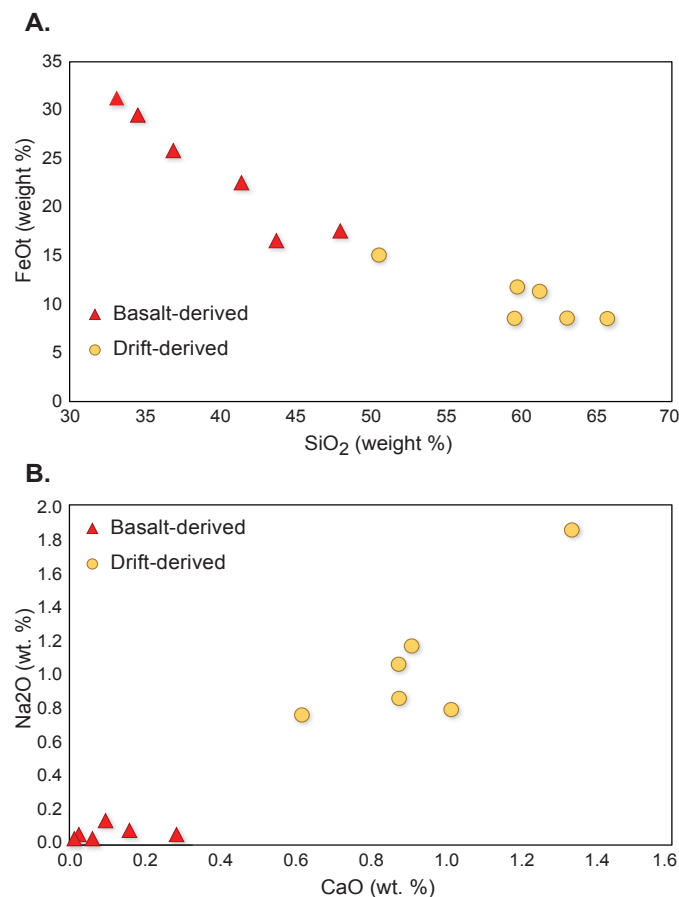 A.
35
30
25
20
15
10
5
0
FeOt (weight %)
Basalt-derived
Drift-derived
30 35 40 45 50 55 60 65 70
SiO2 (weight %)
B.
2.0
1.8
1.6
1.4
1.2
1.0
0.8
0.6
0.4
0.2
0.0
Na2O (wt. %)
Basalt-derived
Drift-derived
0.0 0.2 0.4 0.6 0.8 1.0 1.2 1.4 1.6
CaO (wt. %)